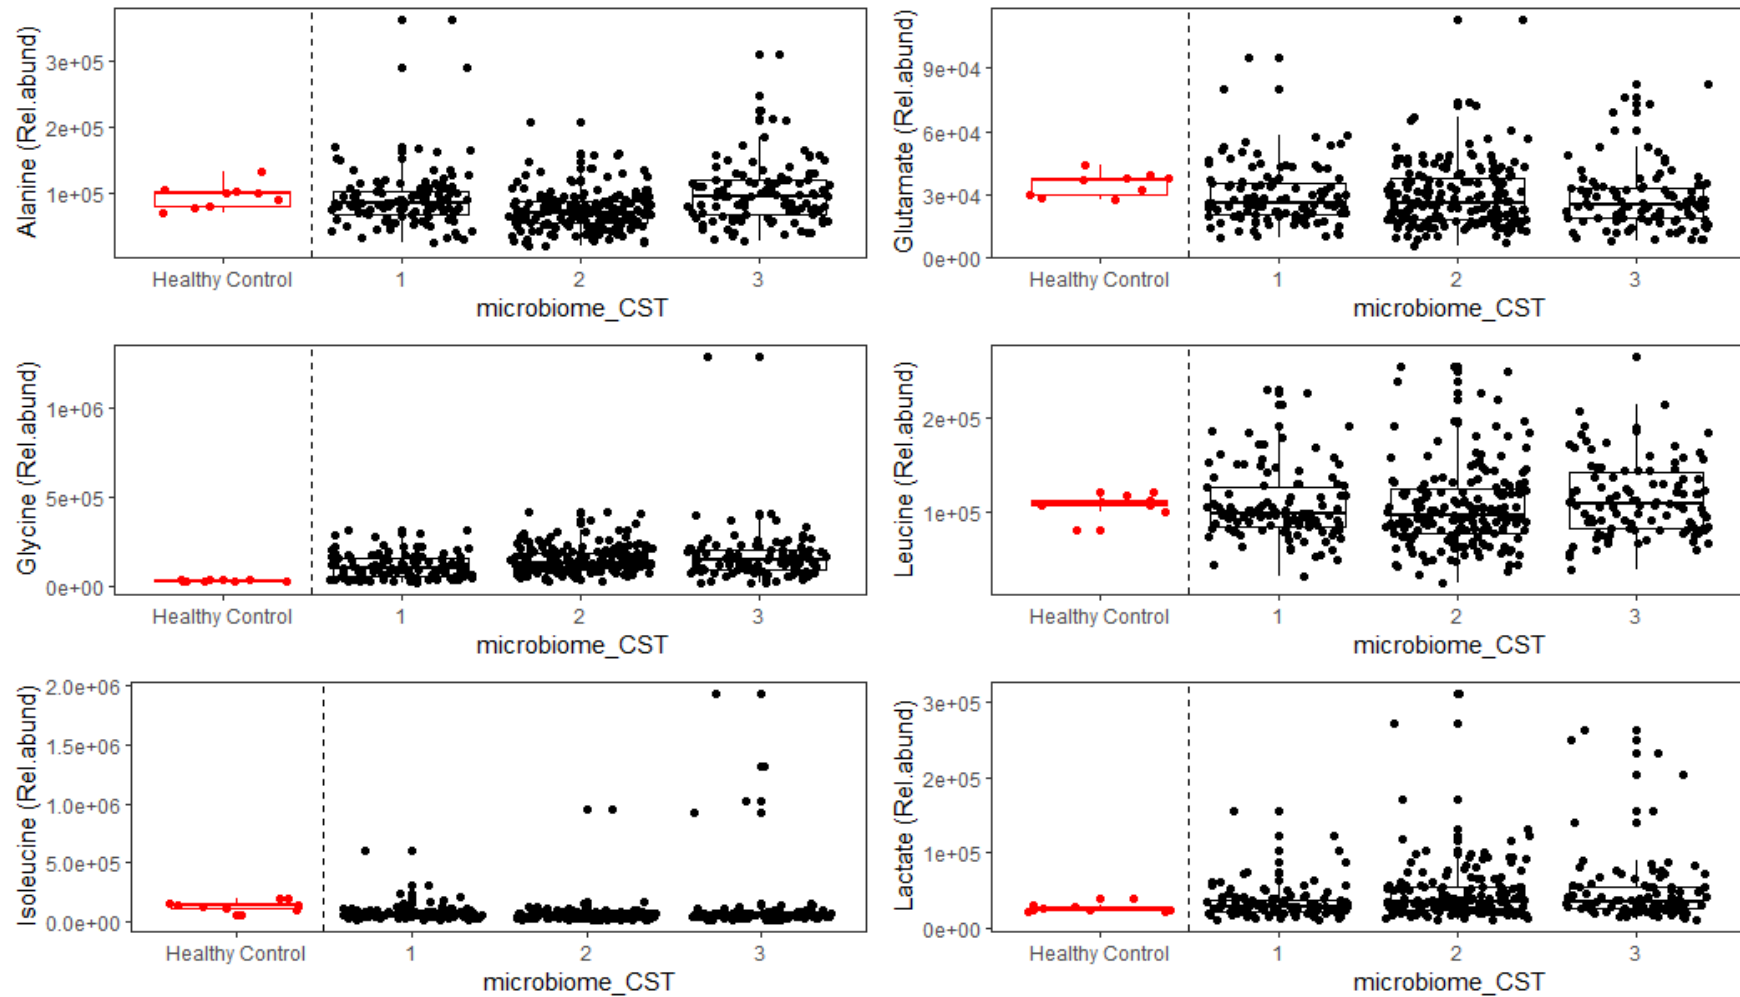 Alanine (Rel.abund)
3e+05
2e+05
1e+05
Healthy Control 1 2 3
microbiome_CST
Glutamate (Rel.abund)
9e+04
6e+04
3e+04
0e+00
Healthy Control 1 2 3
microbiome_CST
Glycine (Rel.abund)
1e+06
5e+05
0e+00
Healthy Control 1 2 3
microbiome_CST
Leucine (Rel.abund)
2e+05
1e+05
Healthy Control 1 2 3
microbiome_CST
Isoleucine (Rel.abund)
2.0e+06
1.5e+06
1.0e+06
5.0e+05
0.0e+00
Healthy Control 1 2 3
microbiome_CST
Lactate (Rel.abund)
3e+05
2e+05
1e+05
0e+00
Healthy Control 1 2 3
microbiome_CST